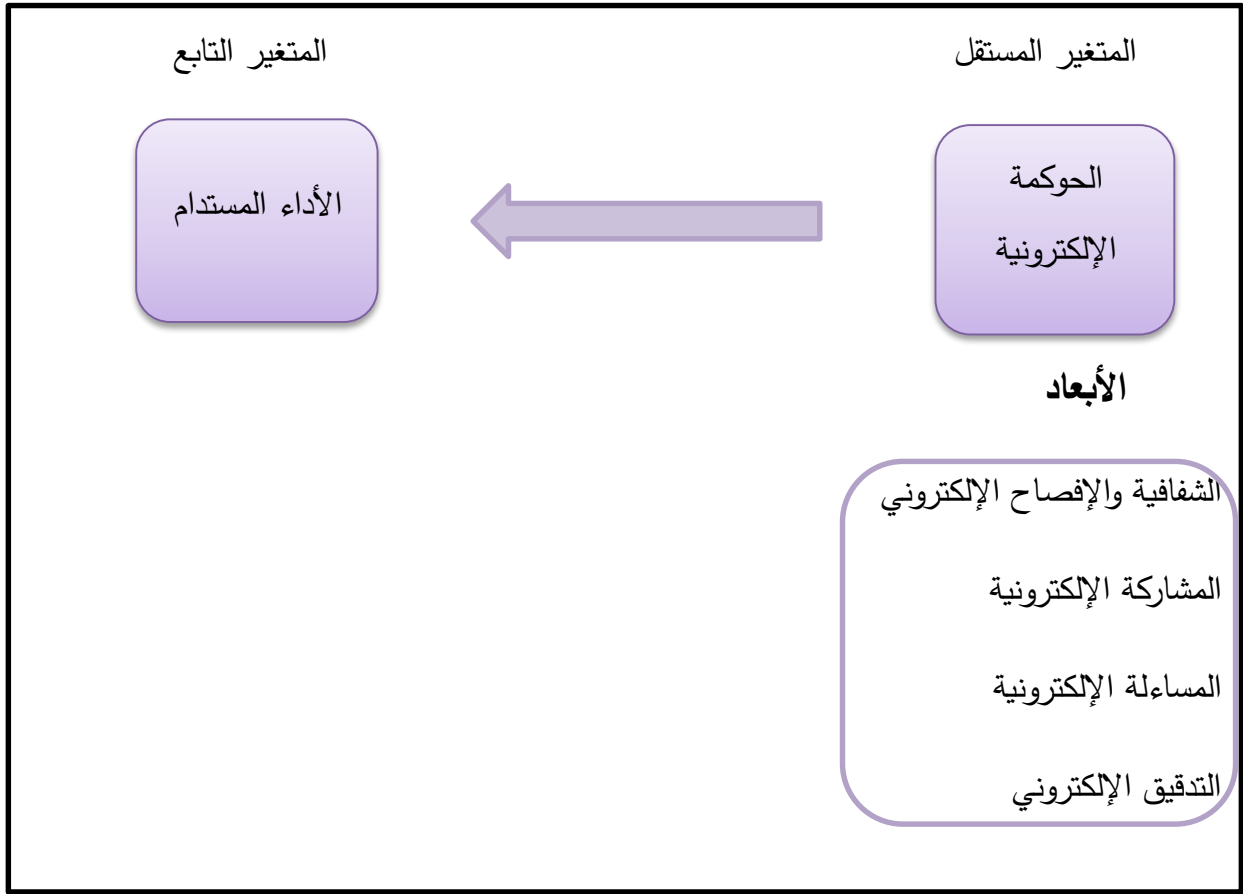 المتغير المستقل
المتغير التابع
الحوكمة
الإلكترونية
الأداء المستدام
الأبعاد
الشفافية والإفصاح الإلكتروني
المشاركة الإلكترونية
المساءلة الإلكترونية
التدقيق الإلكتروني